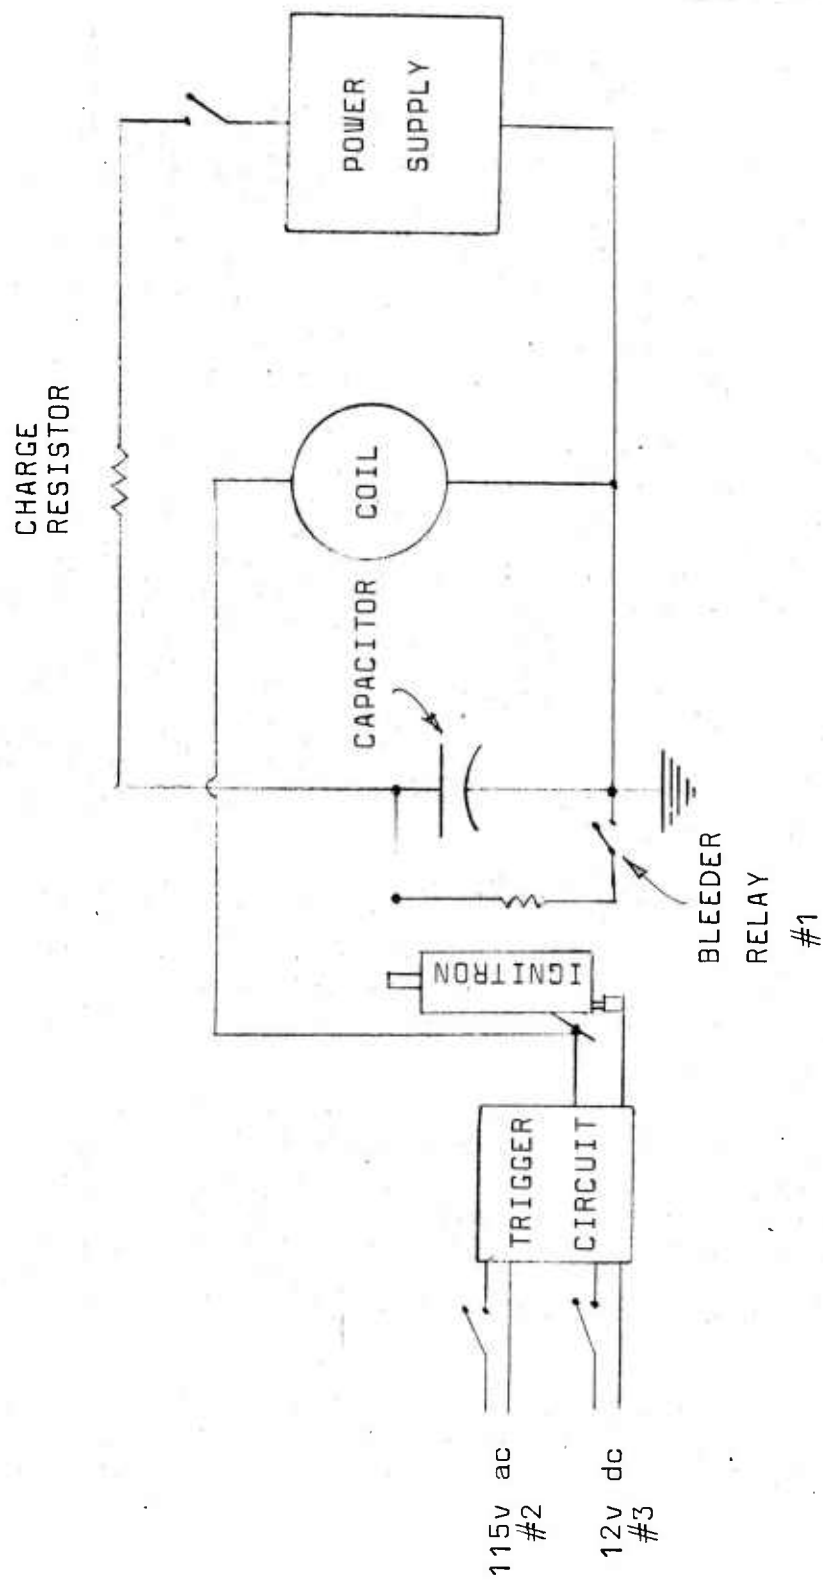 CHARGE
RESISTOR
POWER
SUPPLY
COIL
CAPACITOR
IGNITRON
BLEEDER
RELAY
#1
TRIGGER
CIRCUIT
115v ac
#2
12v dc
#3